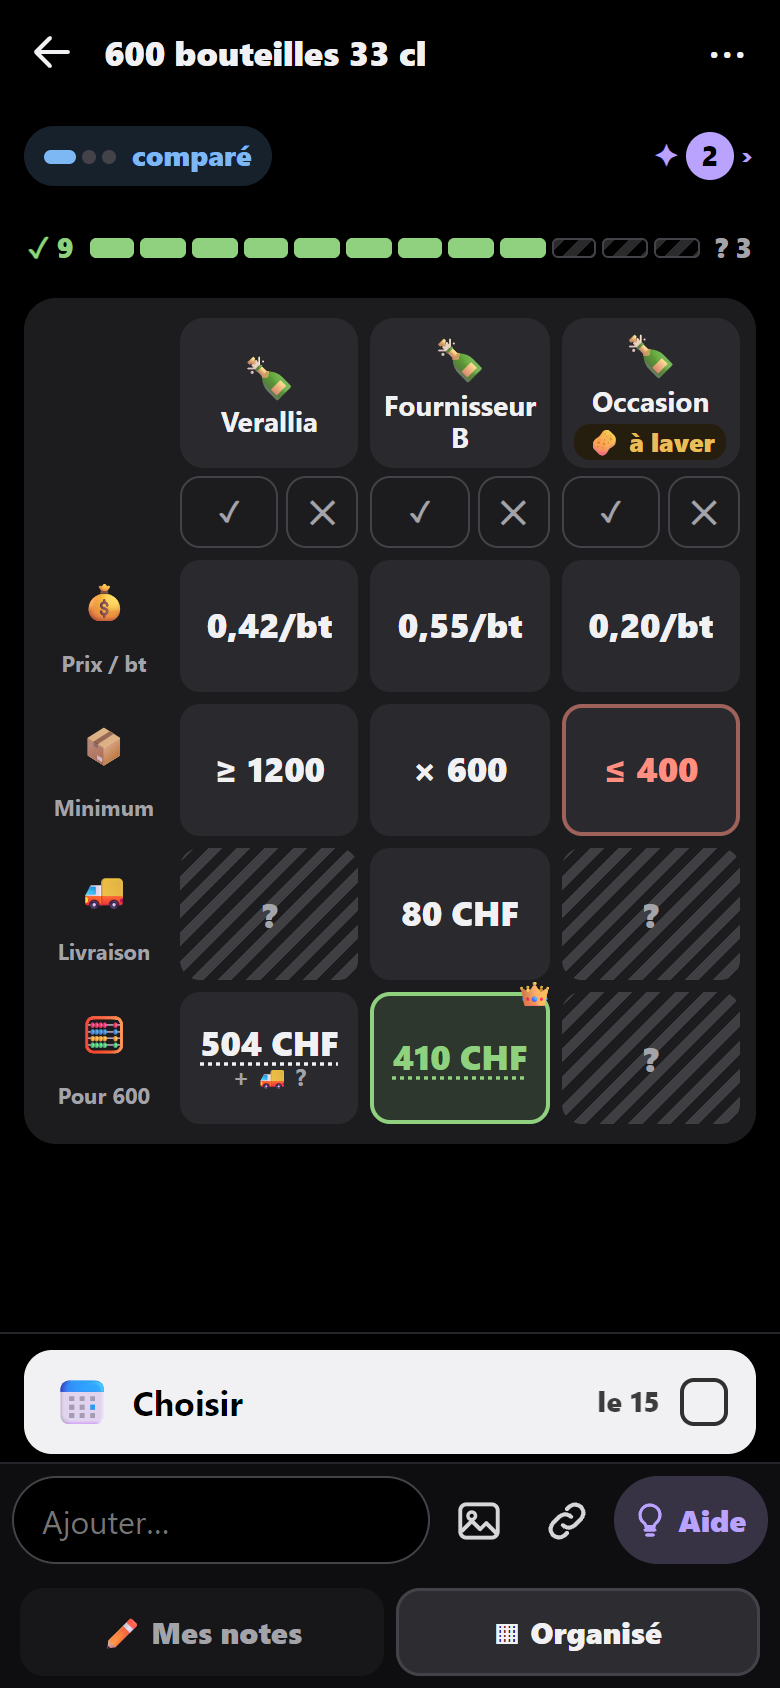 600 bouteilles 33 cl
comparé
2
✓ 9
? 3
Verallia
Fournisseur
B
Occasion
à laver
Prix / bt
0,42/bt
0,55/bt
0,20/bt
Minimum
≥ 1200
× 600
≤ 400
Livraison
?
80 CHF
?
Pour 600
504 CHF
+ ?
410 CHF
?
Choisir
le 15
Ajouter...
Aide
Mes notes
Organisé